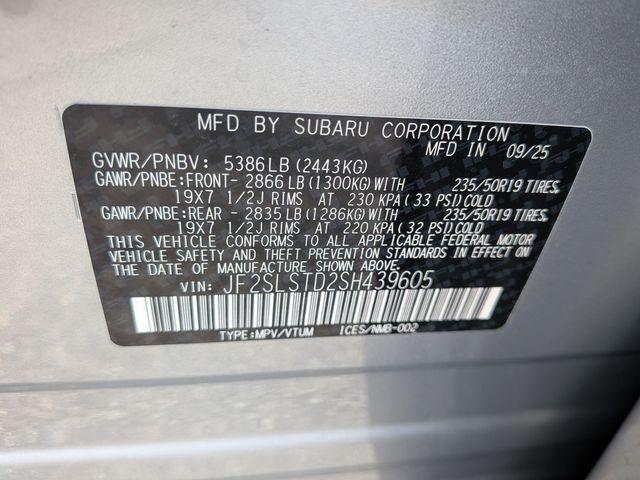 MFD BY SUBARU CORPORATION
MFD IN 09/25
GVWR/PNBV: 5386LB(2443KG)
GAWR/PNBE:FRONT- 2866LB(1300KG)WITH 235/50R19 TIRES,
19X7 1/2J RIMS AT 230 KPA(33 PSI)COLD
GAWR/PNBE:REAR - 2835LB(1286KG)WITH 235/50R19 TIRES,
19X7 1/2J RIMS AT 220 KPA(32 PSI)COLD
THIS VEHICLE CONFORMS TO ALL APPLICABLE FEDERAL MOTOR
VEHICLE SAFETY AND THEFT PREVENTION STANDARDS IN EFFECT ON
THE DATE OF MANUFACTURE SHOWN ABOVE.
VIN: JF2SLSTD2SH439605
TYPE:MPV/VTUM ICES/NMB-002